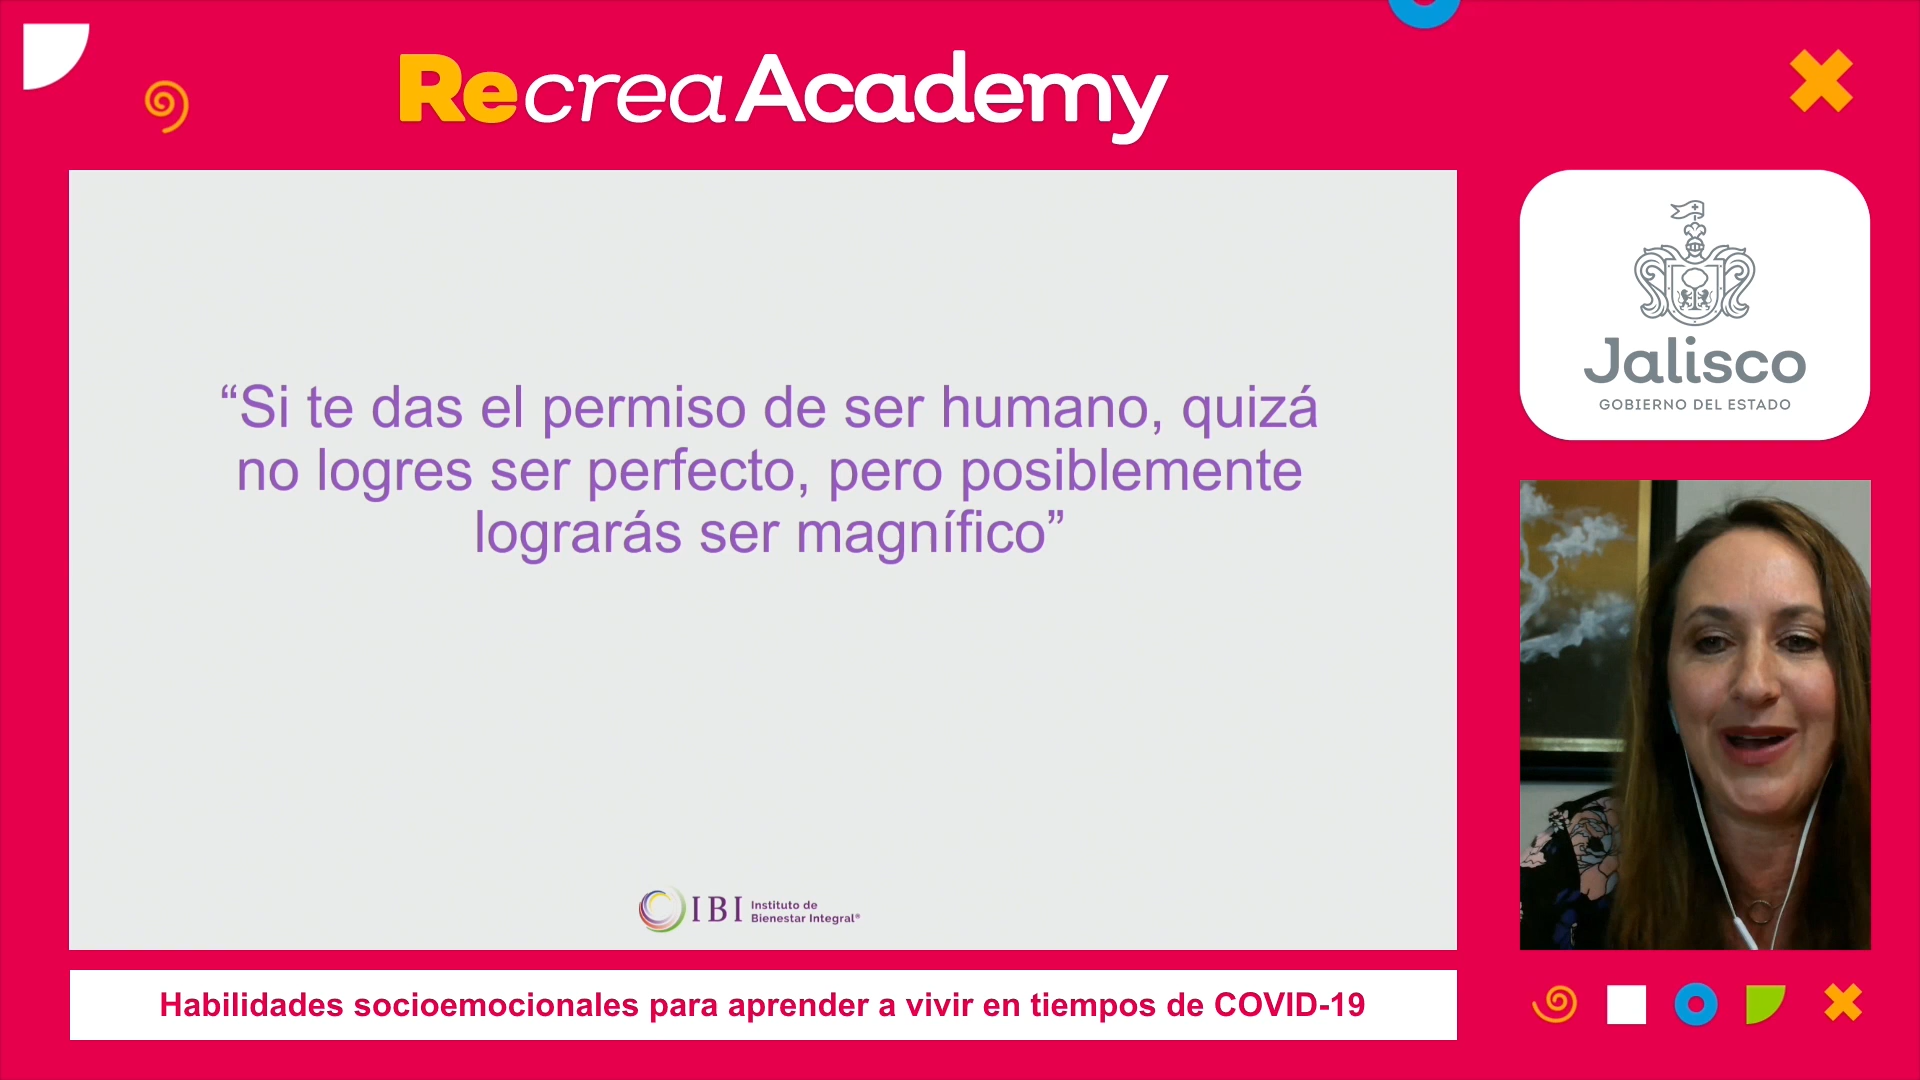 RecreaAcademy
“Si te das el permiso de ser humano, quizá
no logres ser perfecto, pero posiblemente
lograrás ser magnífico”
IBI Instituto de
Bienestar Integral®
Jalisco
GOBIERNO DEL ESTADO
Habilidades socioemocionales para aprender a vivir en tiempos de COVID-19